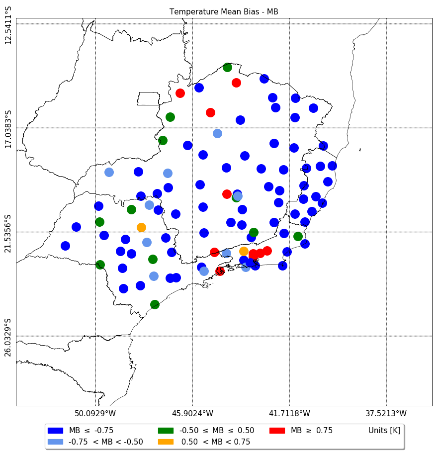 Temperature Mean Bias - MB
12.5411°S
17.0383°S
21.5356°S
26.0329°S
50.0999°W 45.9024°W 41.7118°W 37.5213°W
MB ≤ -0.75 -0.50 ≤ MB ≤ 0.50 MB ≥ 0.75 Units [K]
-0.75 < MB < -0.50 0.50 < MB < 0.75